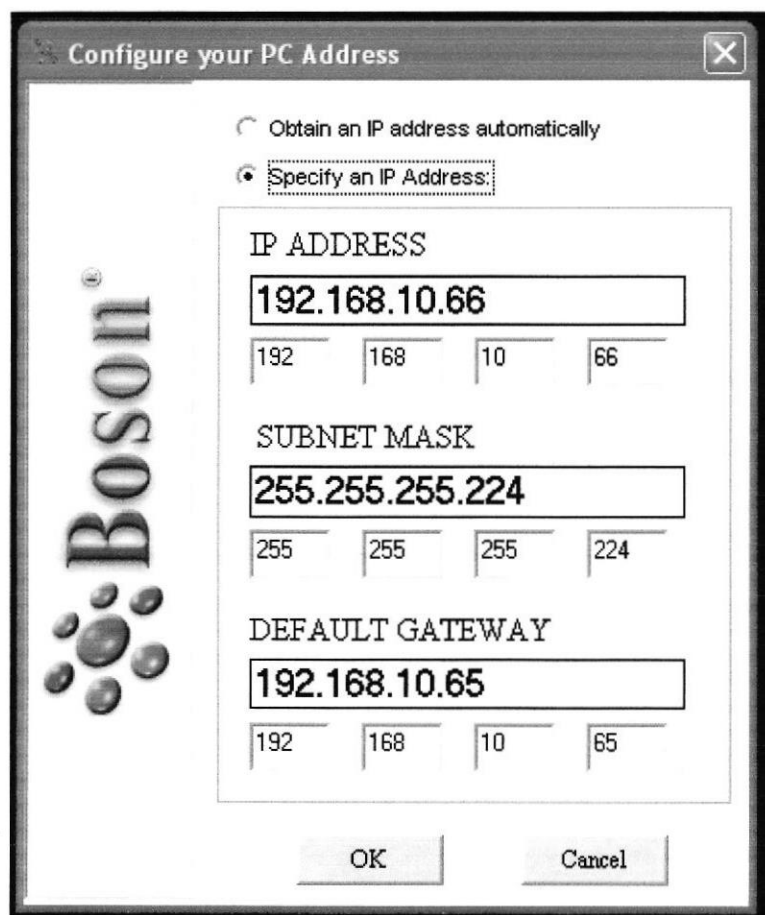 Configure your PC Address
Obtain an IP address automatically
Specify an IP Address:
IP ADDRESS
192.168.10.66
192 168 10 66
SUBNET MASK
255.255.255.224
255 255 255 224
DEFAULT GATEWAY
192.168.10.65
192 168 10 65
OK Cancel
Boson®